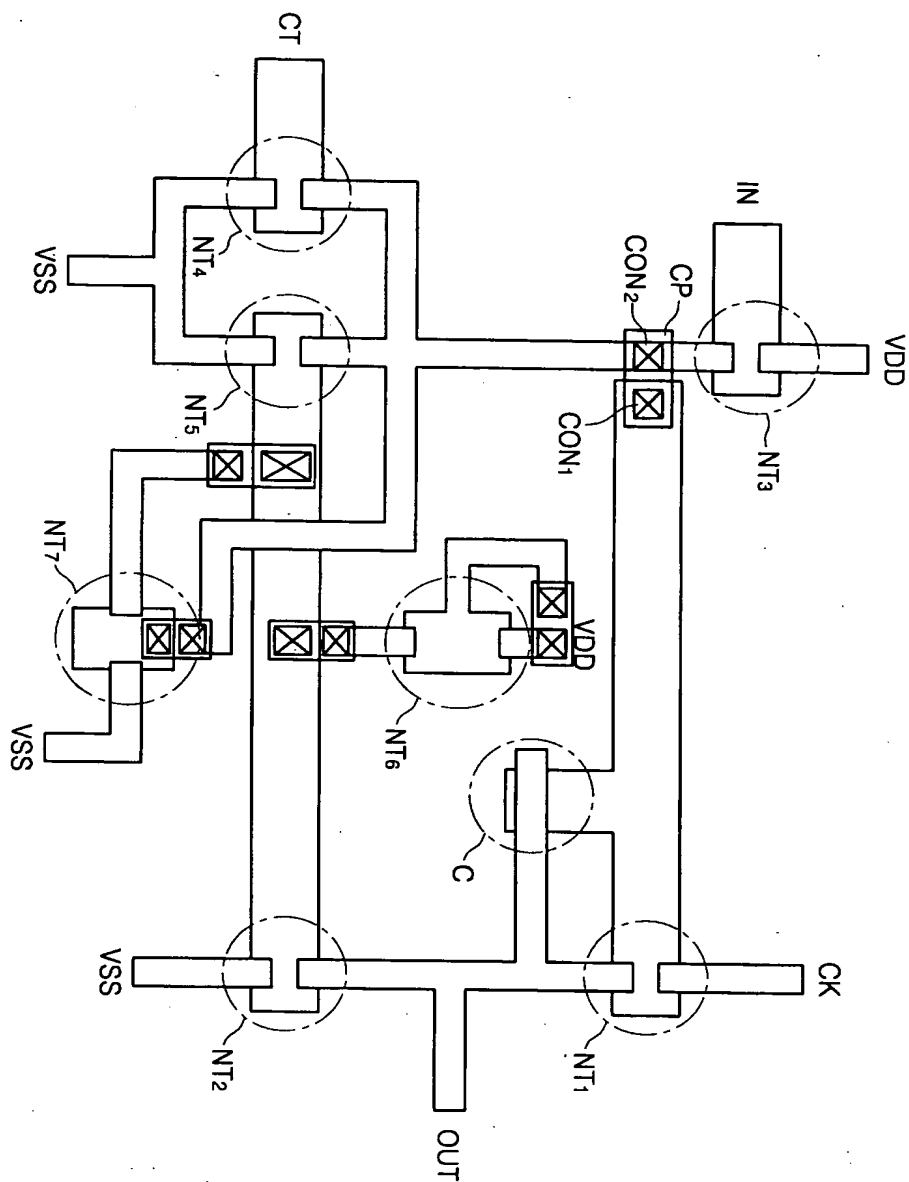 CT
IN
VDD
CP
CON2
CON1
NT3
NT4
VSS
NT5
NT7
VSS
VDD
NT6
C
VSS
NT2
NT1
CK
OUT